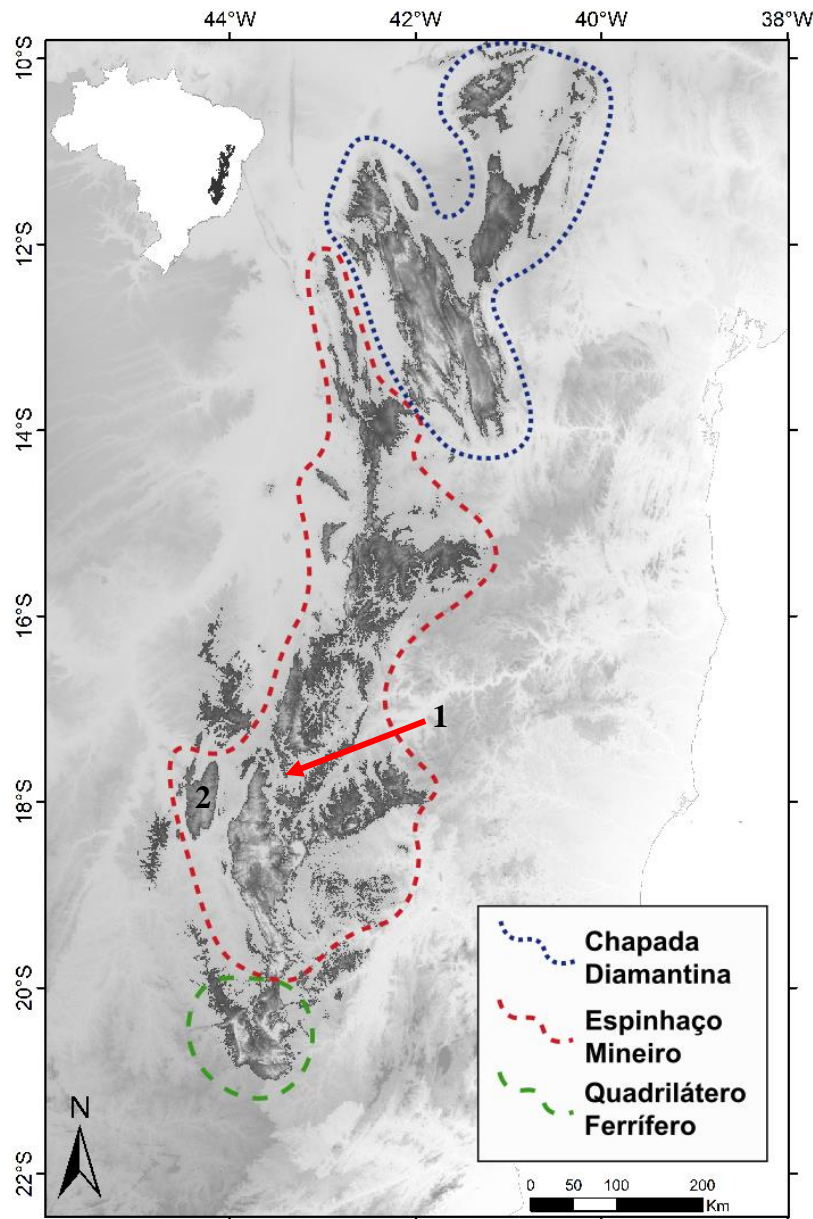 44°W 42°W 40°W 38°W
10°S
12°S
14°S
16°S
1
2
18°S
20°S
22°S
Chapada
Diamantina
Espinhaço
Mineiro
Quadrilátero
Ferrífero
N
0 50 100 200
Km